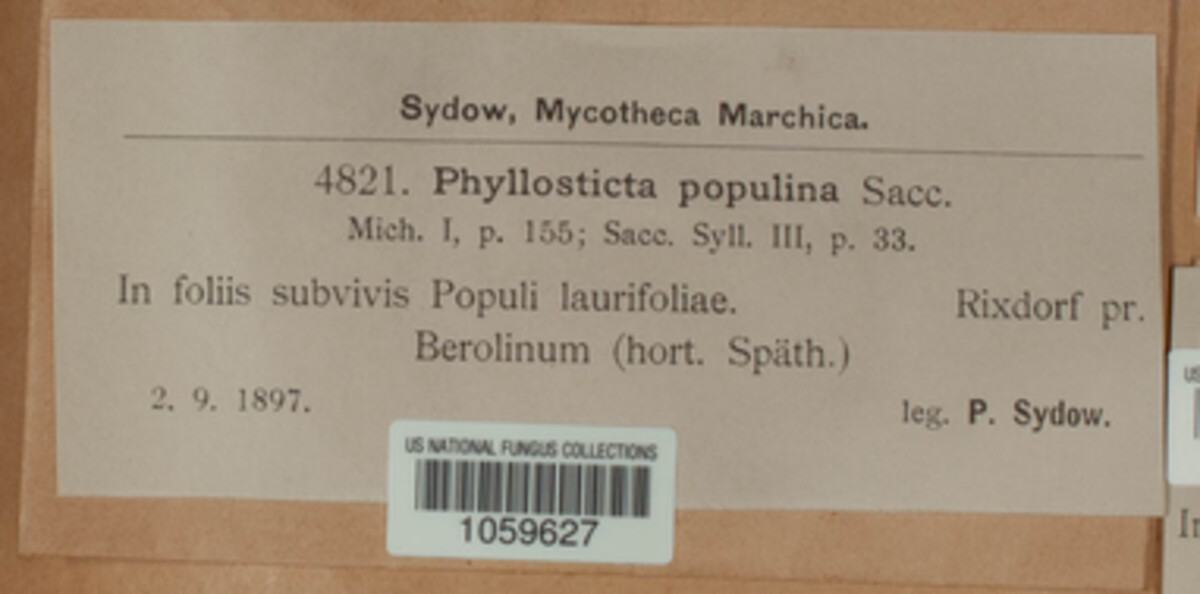 Sydow, Mycotheca Marchica.
4821. Phyllosticta populina Sacc.
Mich. I, p. 155; Sacc. Syll. III, p. 33.
In foliis subvivis Populi laurifoliae. Rixdorf pr.
Berolinum (hort. Späth.)
2. 9. 1897. leg. P. Sydow.
US NATIONAL FUNGUS COLLECTIONS
1059627
US